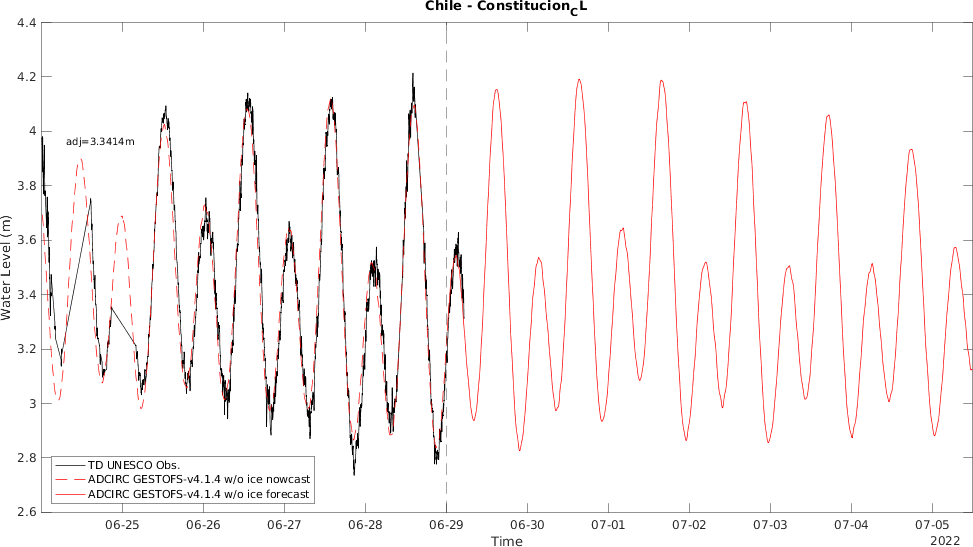 Chile - Constitucion_CL
4.4
4.2
4
3.8
3.6
3.4
3.2
3
2.8
2.6
Water Level (m)
adj=3.3414m
TD UNESCO Obs.
ADCIRC GESTOFS-v4.1.4 w/o ice nowcast
ADCIRC GESTOFS-v4.1.4 w/o ice forecast
06-25 06-26 06-27 06-28 06-29 06-30 07-01 07-02 07-03 07-04 07-05
Time
2022